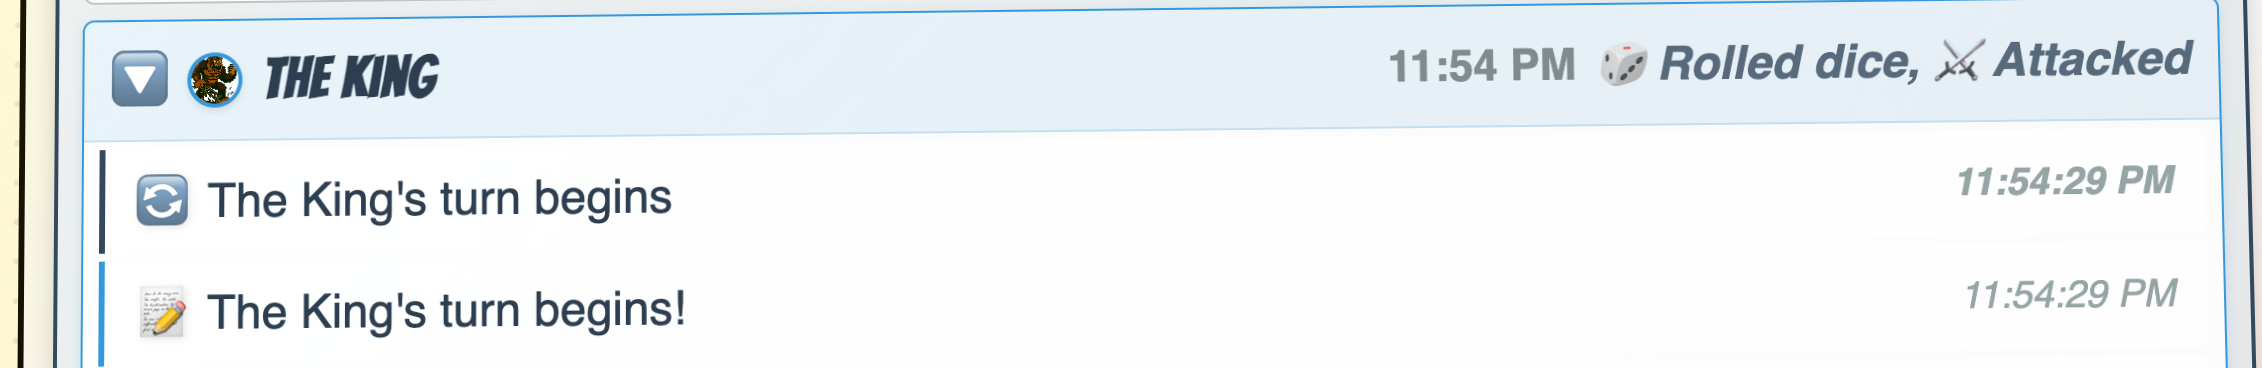 THE KING 11:54 PM Rolled dice, Attacked
The King's turn begins 11:54:29 PM
The King's turn begins! 11:54:29 PM